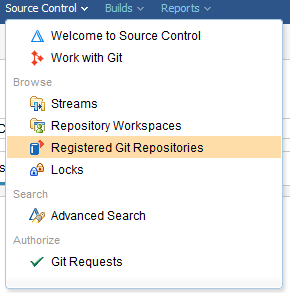 Source Control Builds Reports
Welcome to Source Control
Work with Git
Browse
Streams
Repository Workspaces
Registered Git Repositories
Locks
Search
Advanced Search
Authorize
Git Requests